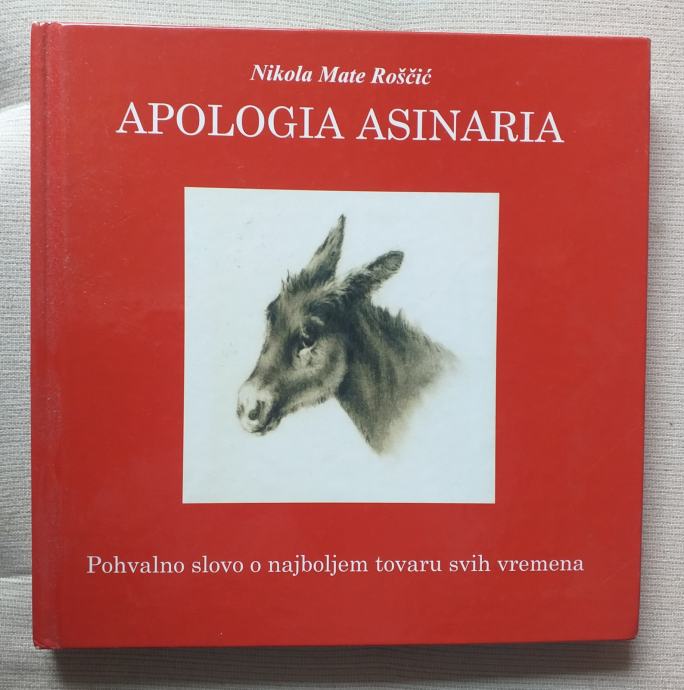 Nikola Mate Roščić
APOLOGIA ASINARIA
Pohvalno slovo o najboljem tovaru svih vremena